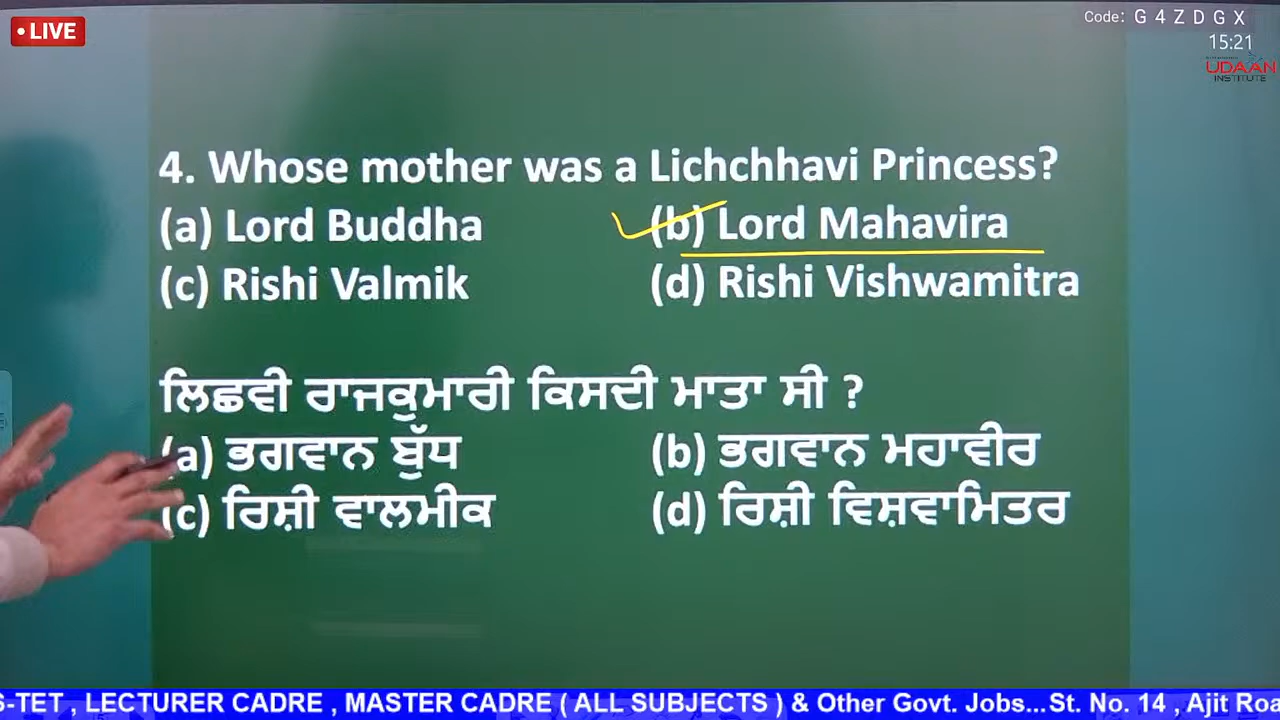 LIVE
Code: G 4 Z D G X
15:21
UDAAN
INSTITUTE
4. Whose mother was a Lichchhavi Princess?
(a) Lord Buddha (b) Lord Mahavira
(c) Rishi Valmik (d) Rishi Vishwamitra
ਲਿਛਵੀ ਰਾਜਕੁਮਾਰੀ ਕਿਸਦੀ ਮਾਤਾ ਸੀ ?
(a) ਭਗਵਾਨ ਬੁੱਧ (b) ਭਗਵਾਨ ਮਹਾਵੀਰ
(c) ਰਿਸ਼ੀ ਵਾਲਮੀਕ (d) ਰਿਸ਼ੀ ਵਿਸ਼ਵਾਮਿਤਰ
S-TET , LECTURER CADRE , MASTER CADRE ( ALL SUBJECTS ) & Other Govt. Jobs... St. No. 14 , Ajit Roa